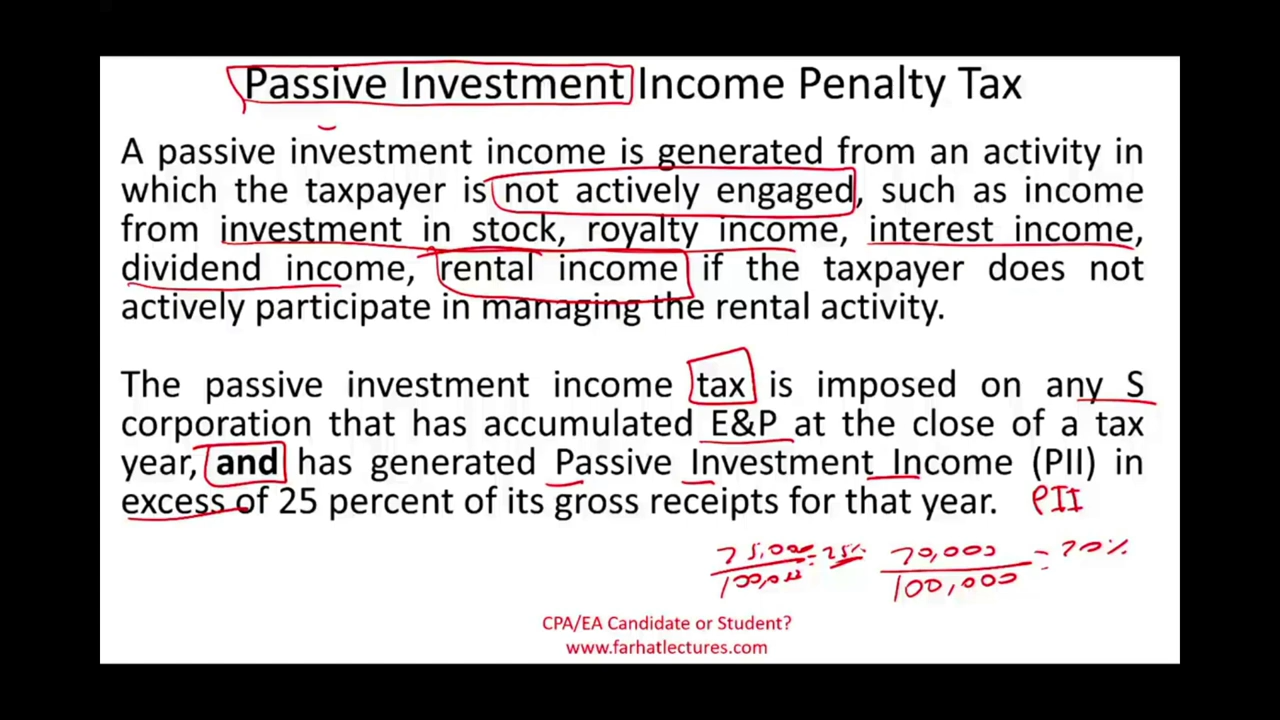 Passive Investment Income Penalty Tax
A passive investment income is generated from an activity in
which the taxpayer is not actively engaged, such as income
from investment in stock, royalty income, interest income,
dividend income, rental income if the taxpayer does not
actively participate in managing the rental activity.
The passive investment income tax is imposed on any S
corporation that has accumulated E&P at the close of a tax
year, and has generated Passive Investment Income (PII) in
excess of 25 percent of its gross receipts for that year. PII
100,000
CPA/EA Candidate or Student?
www.farhatlectures.com